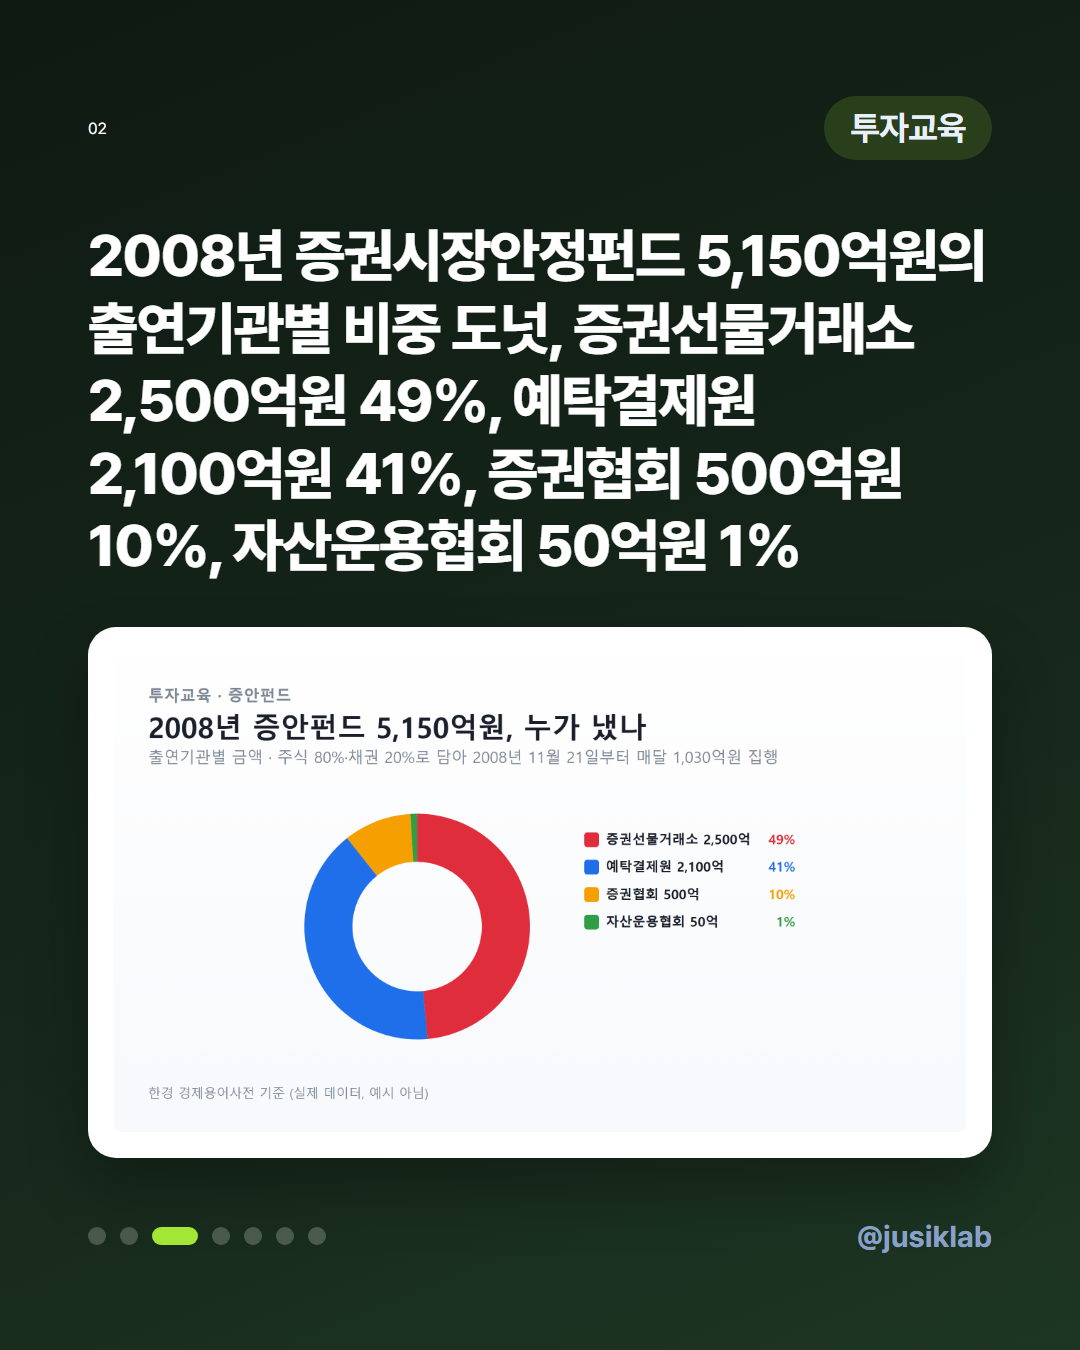 02
투자교육
2008년 증권시장안정펀드 5,150억원의
출연기관별 비중 도넛, 증권선물거래소
2,500억원 49%, 예탁결제원
2,100억원 41%, 증권협회 500억원
10%, 자산운용협회 50억원 1%
투자교육 · 증안펀드
2008년 증안펀드 5,150억원, 누가 냈나
출연기관별 금액 · 주식 80%·채권 20%로 담아 2008년 11월 21일부터 매달 1,030억원 집행
증권선물거래소 2,500억 49%
예탁결제원 2,100억 41%
증권협회 500억 10%
자산운용협회 50억 1%
한경 경제용어사전 기준 (실제 데이터, 예시 아님)
@jusiklab